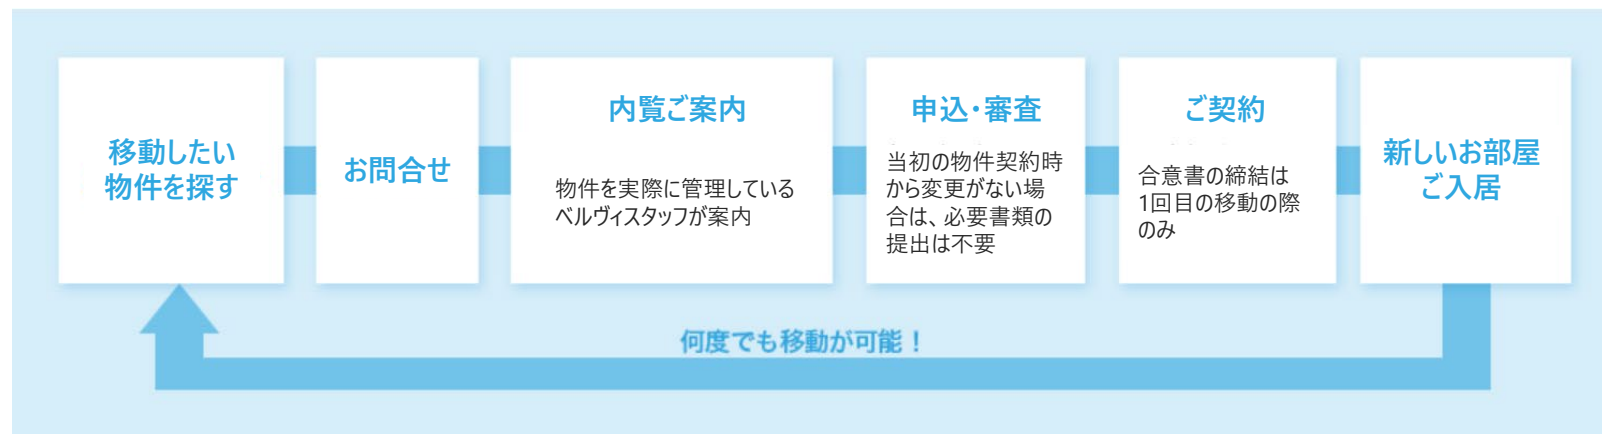 移動したい
物件を探す
お問合せ
内覧ご案内
物件を実際に管理している
ベルヴィスタッフが案内
申込・審査
当初の物件契約時
から変更がない場
合は、必要書類の
提出は不要
ご契約
合意書の締結は
1回目の移動の際
のみ
新しいお部屋
ご入居
何度でも移動が可能！